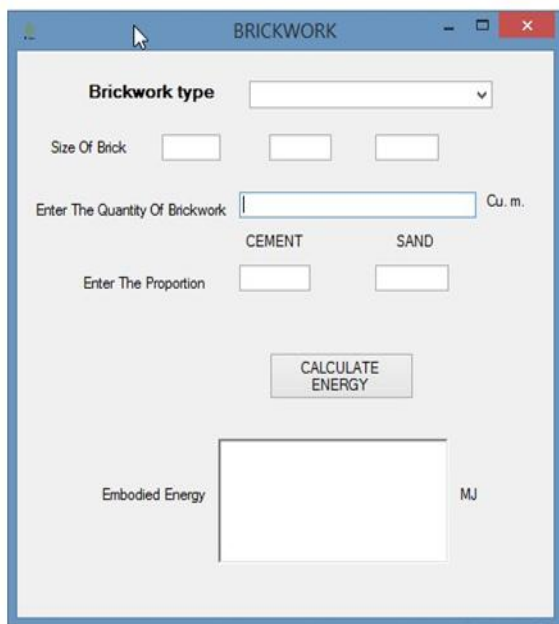 BRICKWORK
Brickwork type
Size Of Brick
Enter The Quantity Of Brickwork Cu. m.
CEMENT SAND
Enter The Proportion
CALCULATE
ENERGY
Embodied Energy MJ